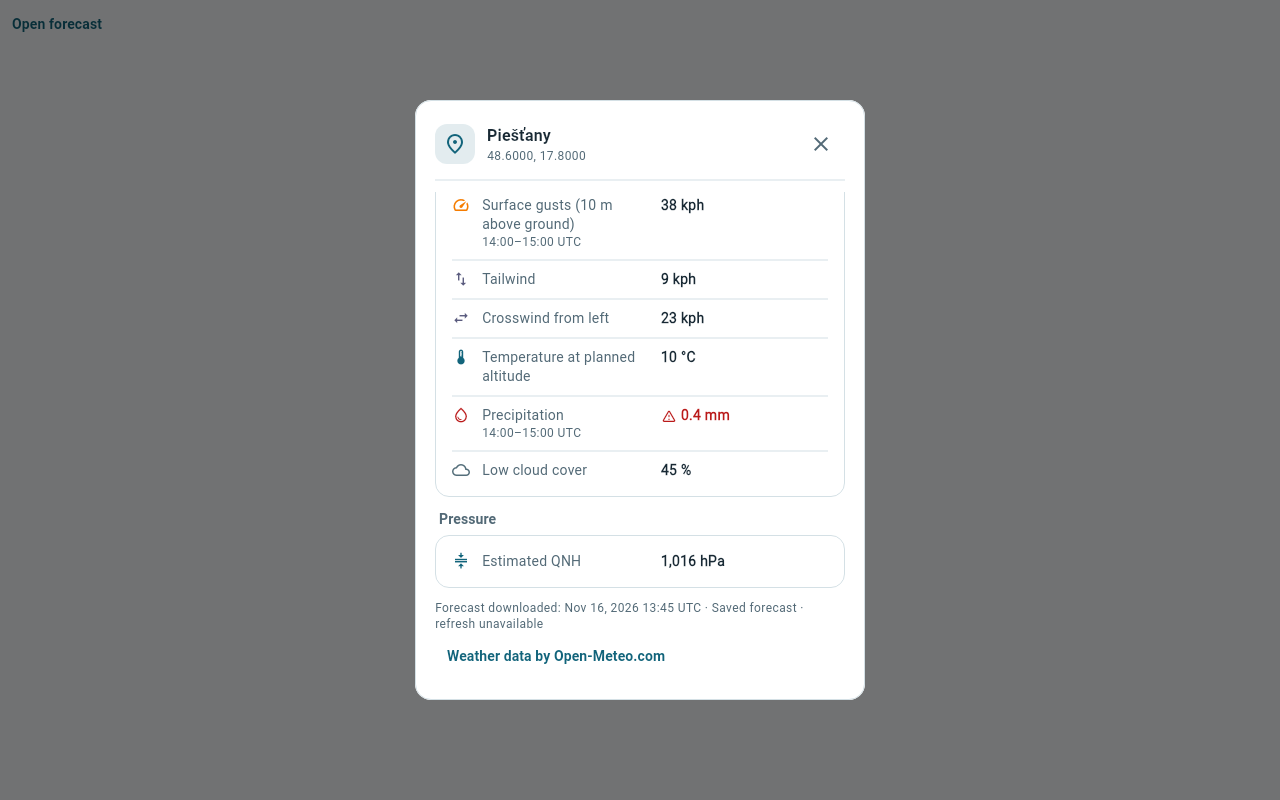 Open forecast
Piešťany
48.6000, 17.8000
Surface gusts (10 m above ground)
14:00–15:00 UTC
38 kph
Tailwind
9 kph
Crosswind from left
23 kph
Temperature at planned altitude
10 °C
Precipitation
14:00–15:00 UTC
0.4 mm
Low cloud cover
45 %
Pressure
Estimated QNH
1,016 hPa
Forecast downloaded: Nov 16, 2026 13:45 UTC · Saved forecast ·
refresh unavailable
Weather data by Open-Meteo.com